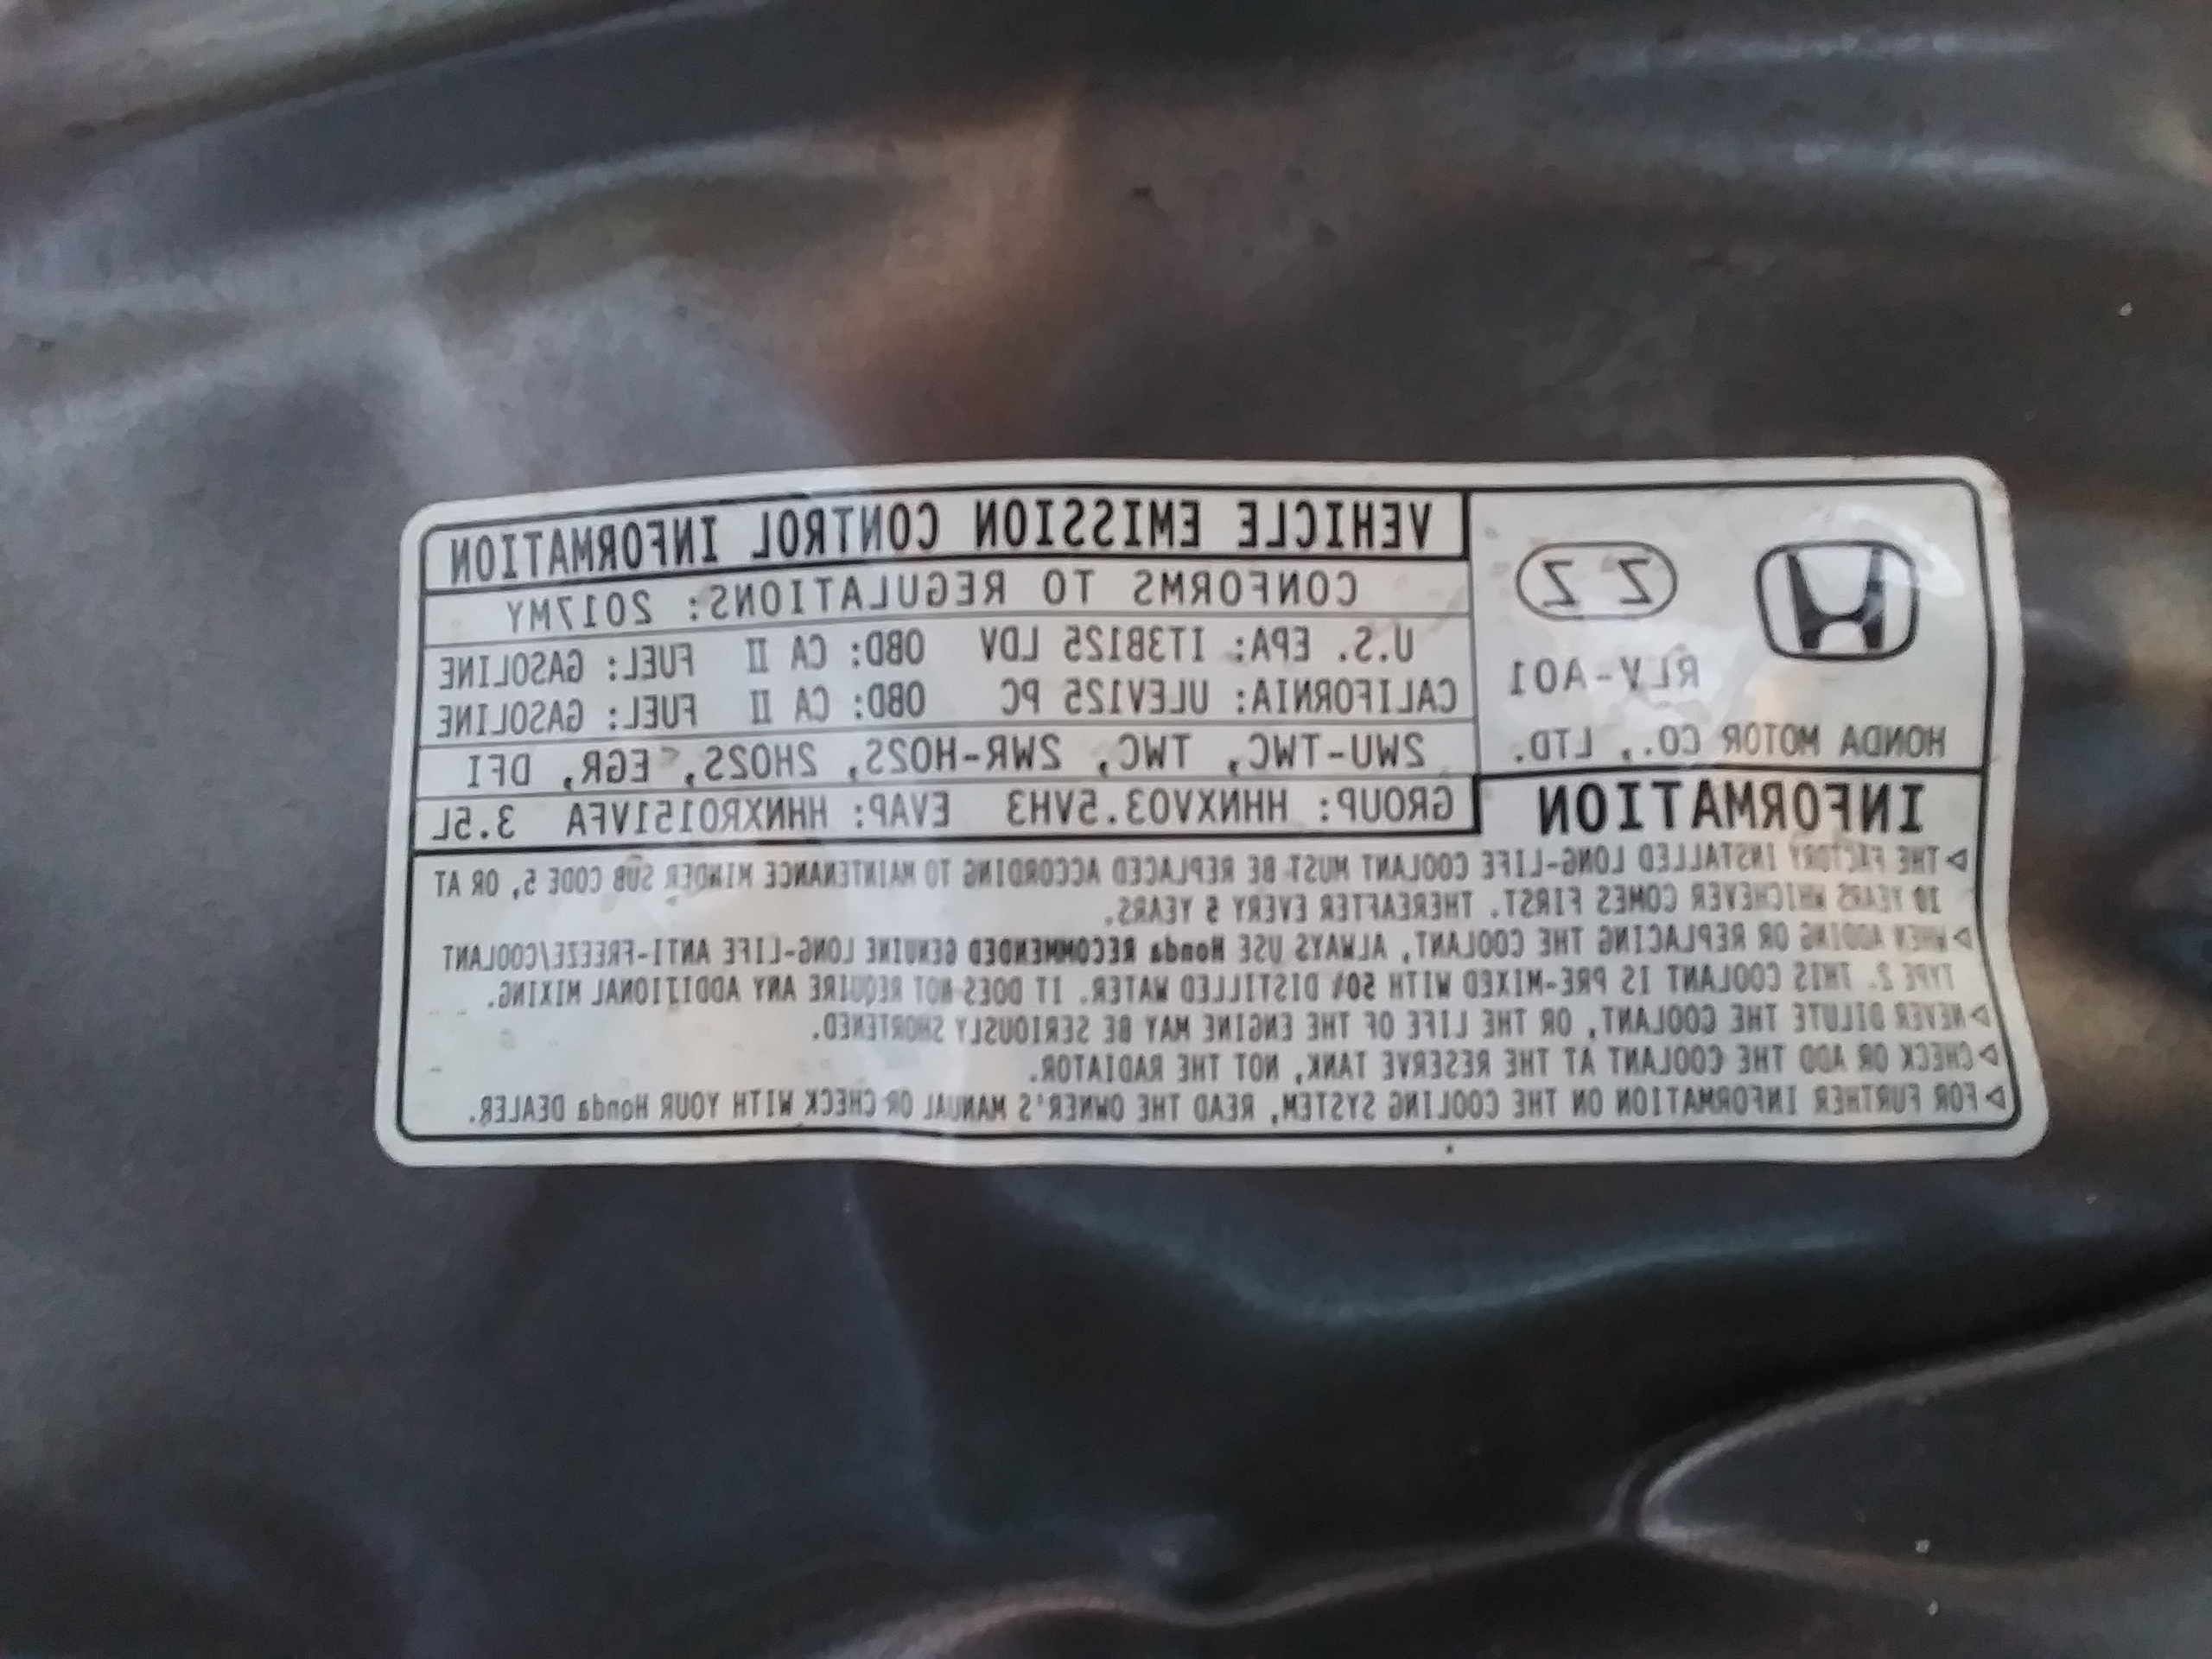 Z Z
RLV-A01
HONDA MOTOR CO., LTD.
VEHICLE EMISSION CONTROL INFORMATION
CONFORMS TO REGULATIONS: 2017MY
U.S. EPA: IT3B125 LDV OBD: CA II FUEL: GASOLINE
CALIFORNIA: ULEV125 PC OBD: CA II FUEL: GASOLINE
2WU-TWC, TWC, 2WR-HO2S, 2HO2S, EGR, DFI
GROUP: HHNXV03.5VH3 EVAP: HHNXR0151VFA 3.5L
INFORMATION
▷THE FACTORY INSTALLED LONG-LIFE COOLANT MUST BE REPLACED ACCORDING TO MAINTENANCE MINDER SUB CODE 5, OR AT
10 YEARS WHICHEVER COMES FIRST. THEREAFTER EVERY 5 YEARS.
▷WHEN ADDING OR REPLACING THE COOLANT, ALWAYS USE Honda RECOMMENDED GENUINE LONG-LIFE ANTI-FREEZE/COOLANT
TYPE 2. THIS COOLANT IS PRE-MIXED WITH 50% DISTILLED WATER. IT DOES NOT REQUIRE ANY ADDITIONAL MIXING.
▷NEVER DILUTE THE COOLANT, OR THE LIFE OF THE ENGINE MAY BE SERIOUSLY SHORTENED.
▷CHECK OR ADD THE COOLANT AT THE RESERVE TANK, NOT THE RADIATOR.
▷FOR FURTHER INFORMATION ON THE COOLING SYSTEM, READ THE OWNER'S MANUAL OR CHECK WITH YOUR Honda DEALER.